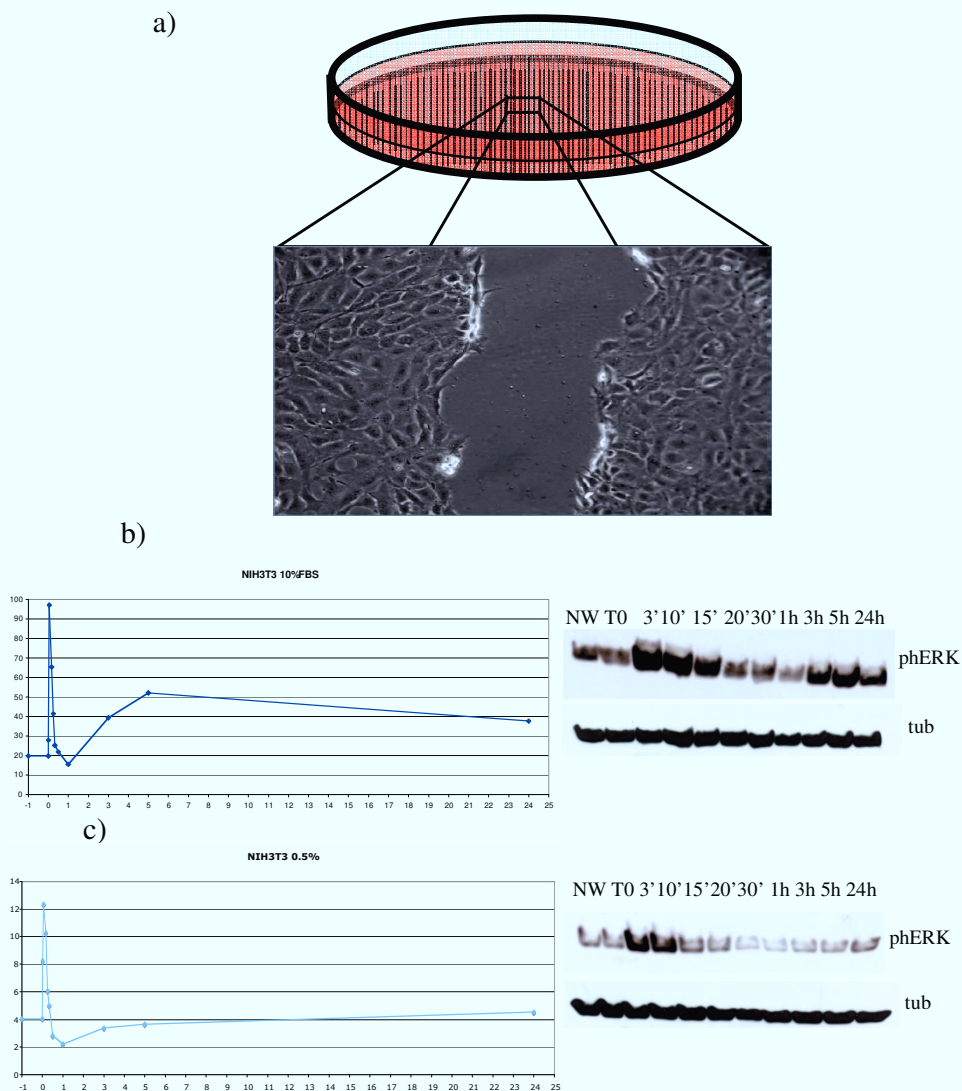 a)
b)
NIH3T3 10%FBS
100
90
80
70
60
50
40
30
20
10
0
-1 0 1 2 3 4 5 6 7 8 9 10 11 12 13 14 15 16 17 18 19 20 21 22 23 24 25
NW T0 3’10’ 15’ 20’30’1h 3h 5h 24h
phERK
tub
c)
NIH3T3 0.5%
14
12
10
8
6
4
2
0
-1 0 1 2 3 4 5 6 7 8 9 10 11 12 13 14 15 16 17 18 19 20 21 22 23 24 25
NW T0 3’10’15’20’30’ 1h 3h 5h 24h
phERK
tub